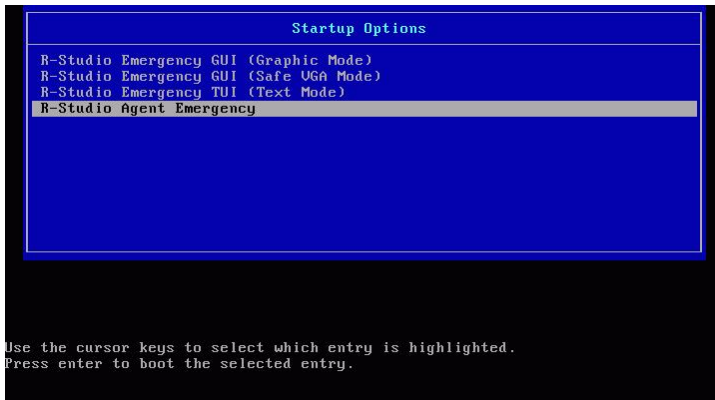 Startup Options
R-Studio Emergency GUI (Graphic Mode)
R-Studio Emergency GUI (Safe VGA Mode)
R-Studio Emergency TUI (Text Mode)
R-Studio Agent Emergency
Use the cursor keys to select which entry is highlighted.
Press enter to boot the selected entry.